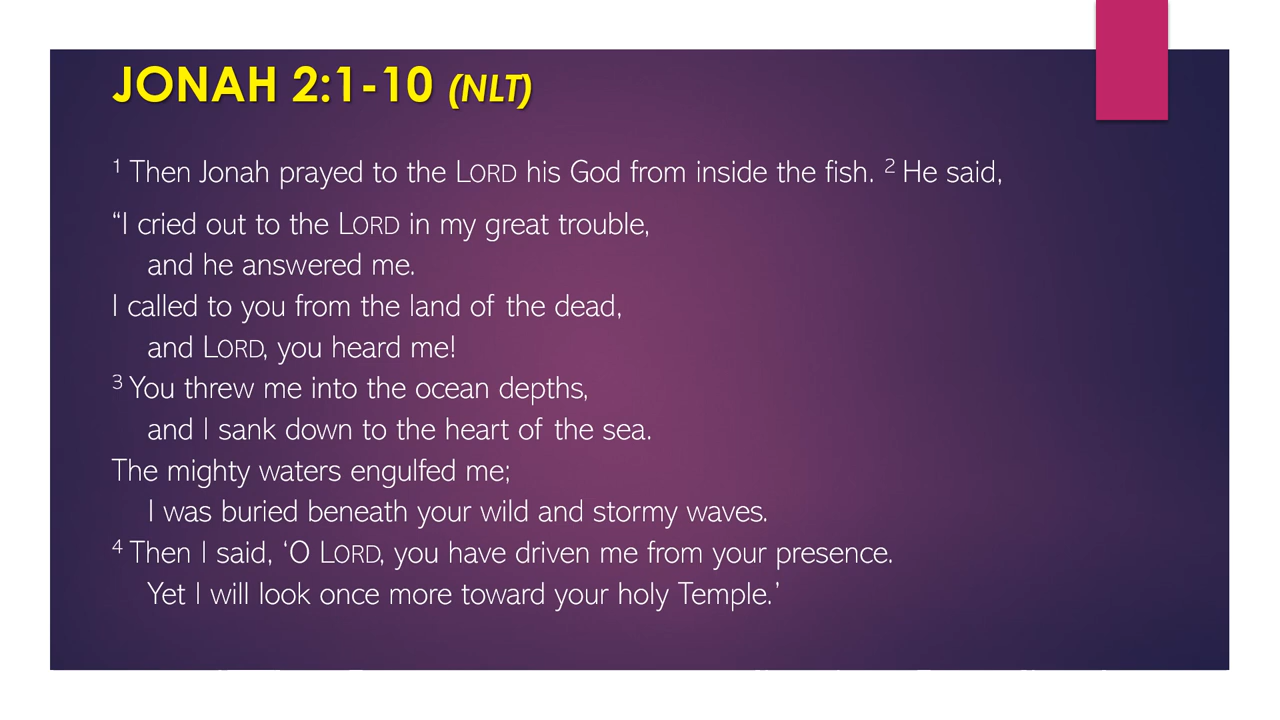 JONAH 2:1-10 (NLT)
1 Then Jonah prayed to the LORD his God from inside the fish. 2 He said,
“I cried out to the LORD in my great trouble,
and he answered me.
I called to you from the land of the dead,
and LORD, you heard me!
3 You threw me into the ocean depths,
and I sank down to the heart of the sea.
The mighty waters engulfed me;
I was buried beneath your wild and stormy waves.
4 Then I said, ‘O LORD, you have driven me from your presence.
Yet I will look once more toward your holy Temple.’